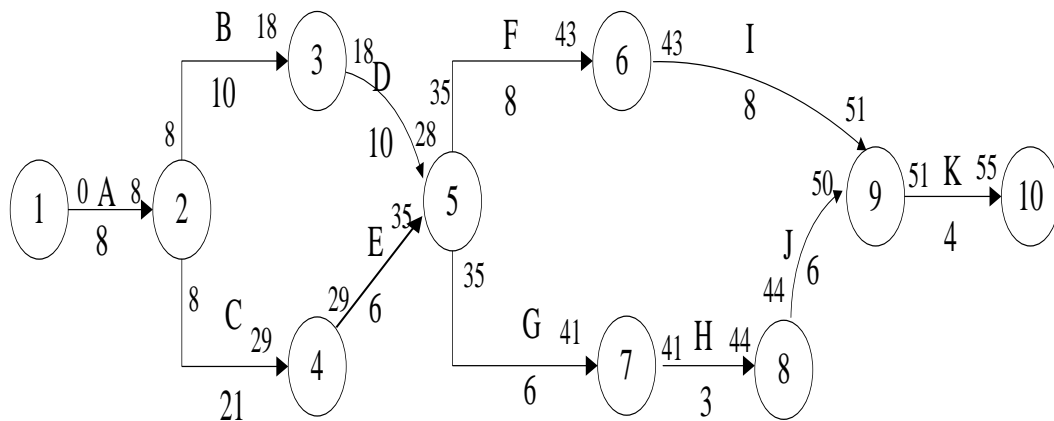 B 18 3 18 D F 43 6 43 I
10 10 35 8 8 51
8 28
1 0 A 8 2 5 50 9 51 K 55 10
8 35 E J 4
8 29 6 35 44 6
C 29 4 G 41 7 41 H 44 8
21 6 3